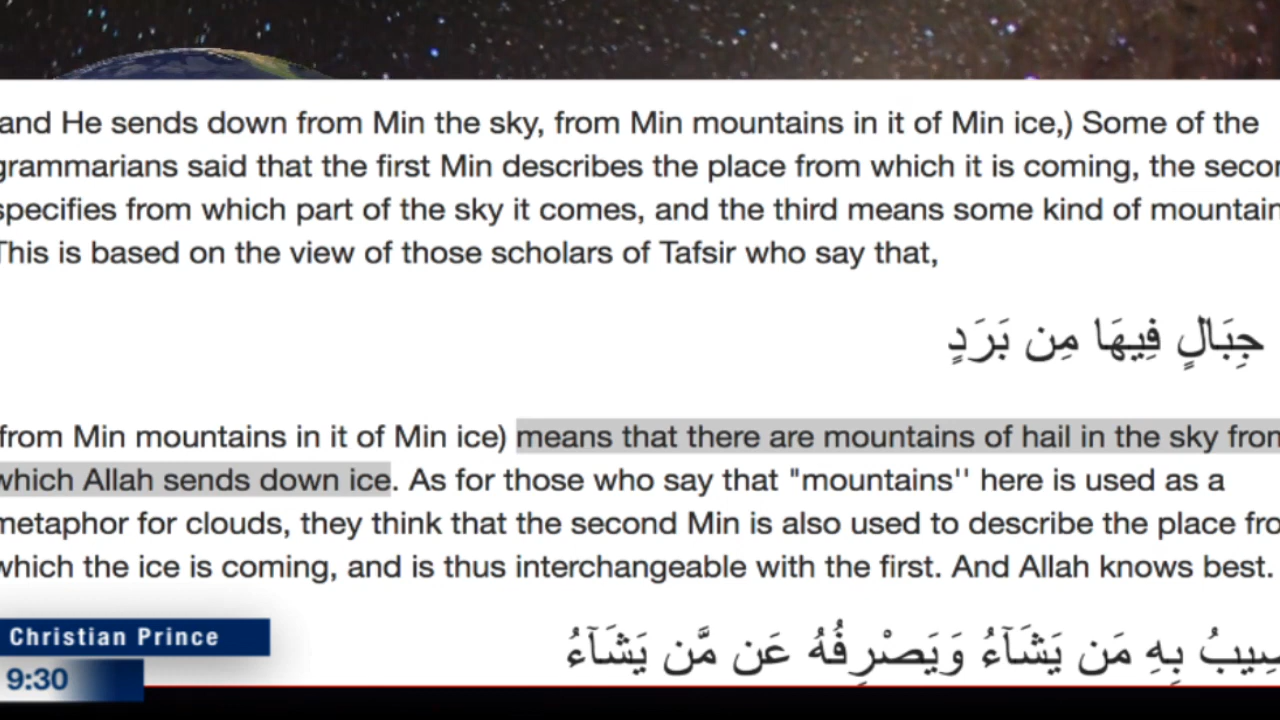 and He sends down from Min the sky, from Min mountains in it of Min ice,) Some of the
grammarians said that the first Min describes the place from which it is coming, the secon
specifies from which part of the sky it comes, and the third means some kind of mountain
This is based on the view of those scholars of Tafsir who say that,
جِبَالٍ فِيهَا مِن بَرَدٍ
from Min mountains in it of Min ice) means that there are mountains of hail in the sky from
which Allah sends down ice. As for those who say that "mountains'' here is used as a
metaphor for clouds, they think that the second Min is also used to describe the place fro
which the ice is coming, and is thus interchangeable with the first. And Allah knows best.
صِيبُ بِهِ مَن يَشَآءُ وَيَصْرِفُهُ عَن مَّن يَشَآءُ
Christian Prince
9:30